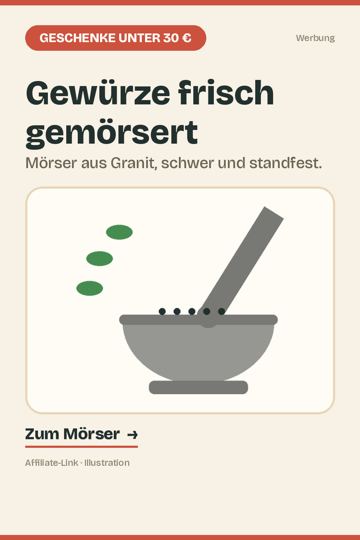 GESCHENKE UNTER 30 €
Werbung
Gewürze frisch
gemörsert
Mörser aus Granit, schwer und standfest.
Zum Mörser →
Affiliate-Link · Illustration